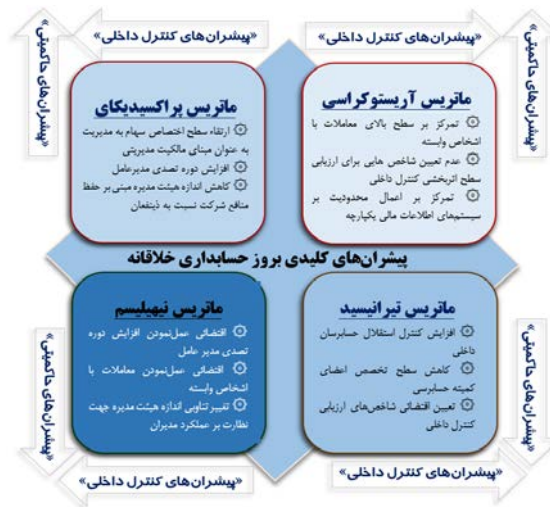 «پیشران‌های کنترل داخلی»
«پیشران‌های کنترل داخلی»
«پیشران‌های حاکمیتی»
«پیشران‌های حاکمیتی»
ماتریس آریستوکراسی
تمرکز بر سطح بالای معاملات با
اشخاص وابسته
عدم تعیین شاخص هایی برای ارزیابی
سطح اثربخشی کنترل داخلی
تمرکز بر اعمال محدودیت بر
سیستم‌های اطلاعات مالی یکپارچه
ماتریس پراکسیدیکای
ارتقاء سطح اختصاص سهام به مدیریت
به عنوان مبنای مالکیت مدیریتی
افزایش دوره تصدی مدیرعامل
کاهش اندازه هیئت مدیره مبنی بر حفظ
منافع شرکت نسبت به ذینفعان
پیشران‌های کلیدی بروز حسابداری خلاقانه
ماتریس تیرانیسید
افزایش کنترل استقلال حسابرسان
داخلی
کاهش سطح تخصص اعضای
کمیته حسابرسی
تعیین اقتضائی شاخص‌های ارزیابی
کنترل داخلی
ماتریس نیهیلیسم
اقتضائی عمل‌نمودن افزایش دوره
تصدی مدیر عامل
اقتضائی عمل‌نمودن معاملات با
اشخاص وابسته
تغییر تناوبی اندازه هیئت مدیره جهت
نظارت بر عملکرد مدیران
«پیشران‌های حاکمیتی»
«پیشران‌های حاکمیتی»
«پیشران‌های کنترل داخلی»
«پیشران‌های کنترل داخلی»